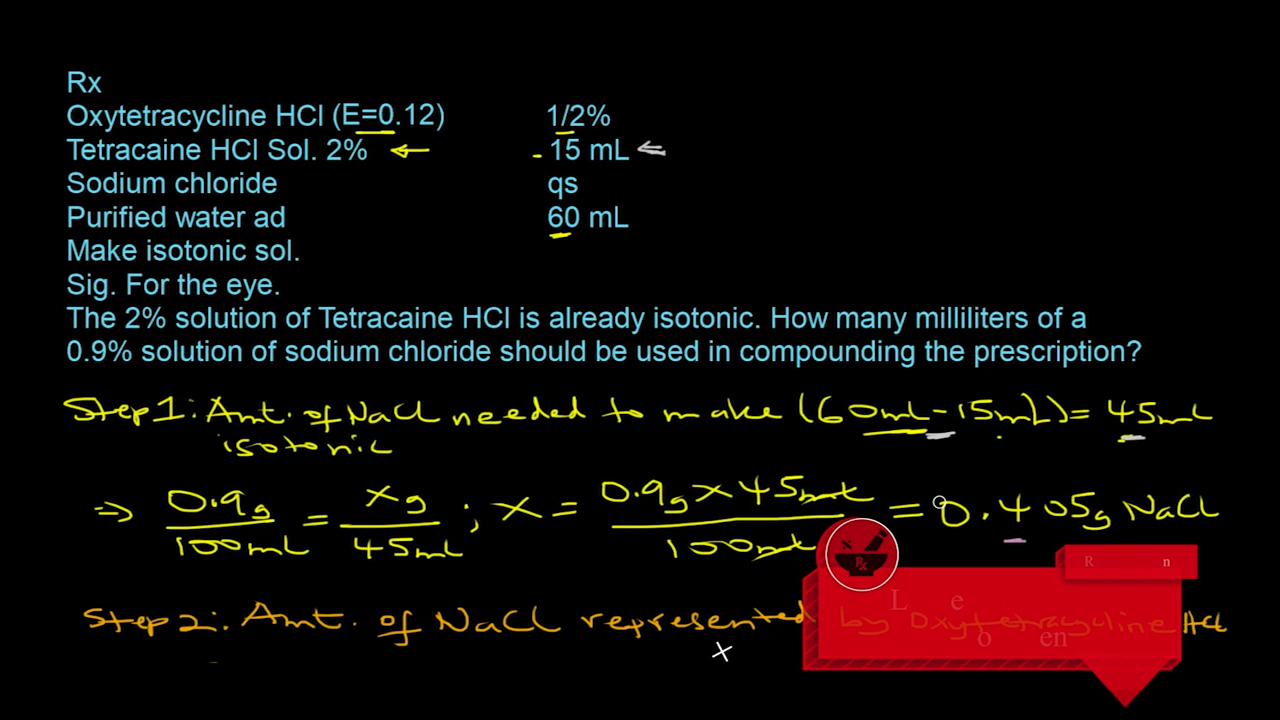 Rx
Oxytetracycline HCl (E=0.12) 1/2%
Tetracaine HCl Sol. 2% 15 mL
Sodium chloride qs
Purified water ad 60 mL
Make isotonic sol.
Sig. For the eye.
The 2% solution of Tetracaine HCl is already isotonic. How many milliliters of a
0.9% solution of sodium chloride should be used in compounding the prescription?
Step 1: Amt. of NaCl needed to make (60mL-15mL)= 45mL
isotonic
⇒ 0.9g/100mL = xg/45mL ; x = 0.9g x 45mL/100mL = 0.405g NaCl
Step 2: Amt. of NaCl represented by Oxytetracycline HCl